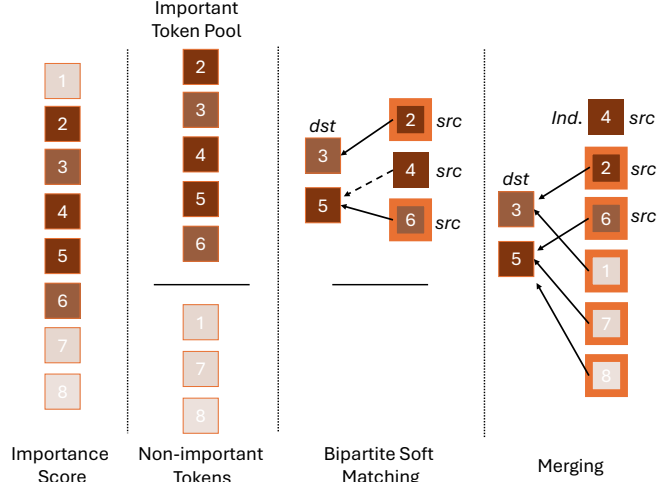 Important
Token Pool
1
2
3
4
5
6
7
8
2
3
4
5
6
1
7
8
dst
3
5
2 src
4 src
6 src
Ind. 4 src
dst
3
5
2
6
1
7
8
Importance
Score
Non-important
Tokens
Bipartite Soft
Matching
Merging